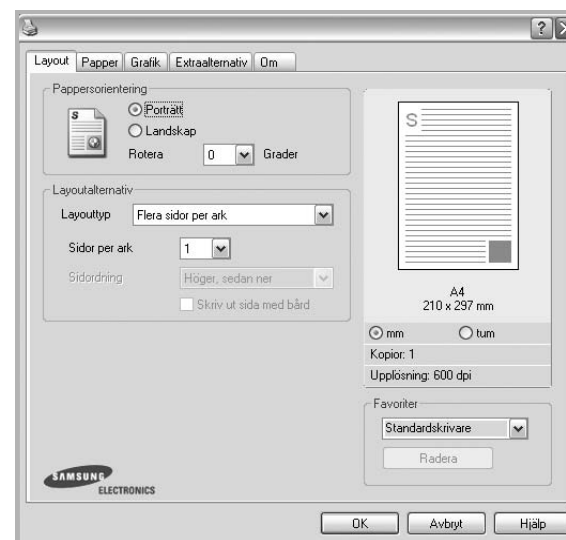 ?
Layout Papper Grafik Extraalternativ Om
Pappersorientering
S
Porträtt
Landskap
Rotera 0 Grader
Layoutalternativ
Layouttyp Flera sidor per ark
Sidor per ark 1
Sidordning Höger, sedan ner
Skriv ut sida med bård
S
A4
210 x 297 mm
mm tum
Kopior: 1
Upplösning: 600 dpi
Favoriter
Standardskrivare
Radera
SAMSUNG
ELECTRONICS
OK Avbryt Hjälp